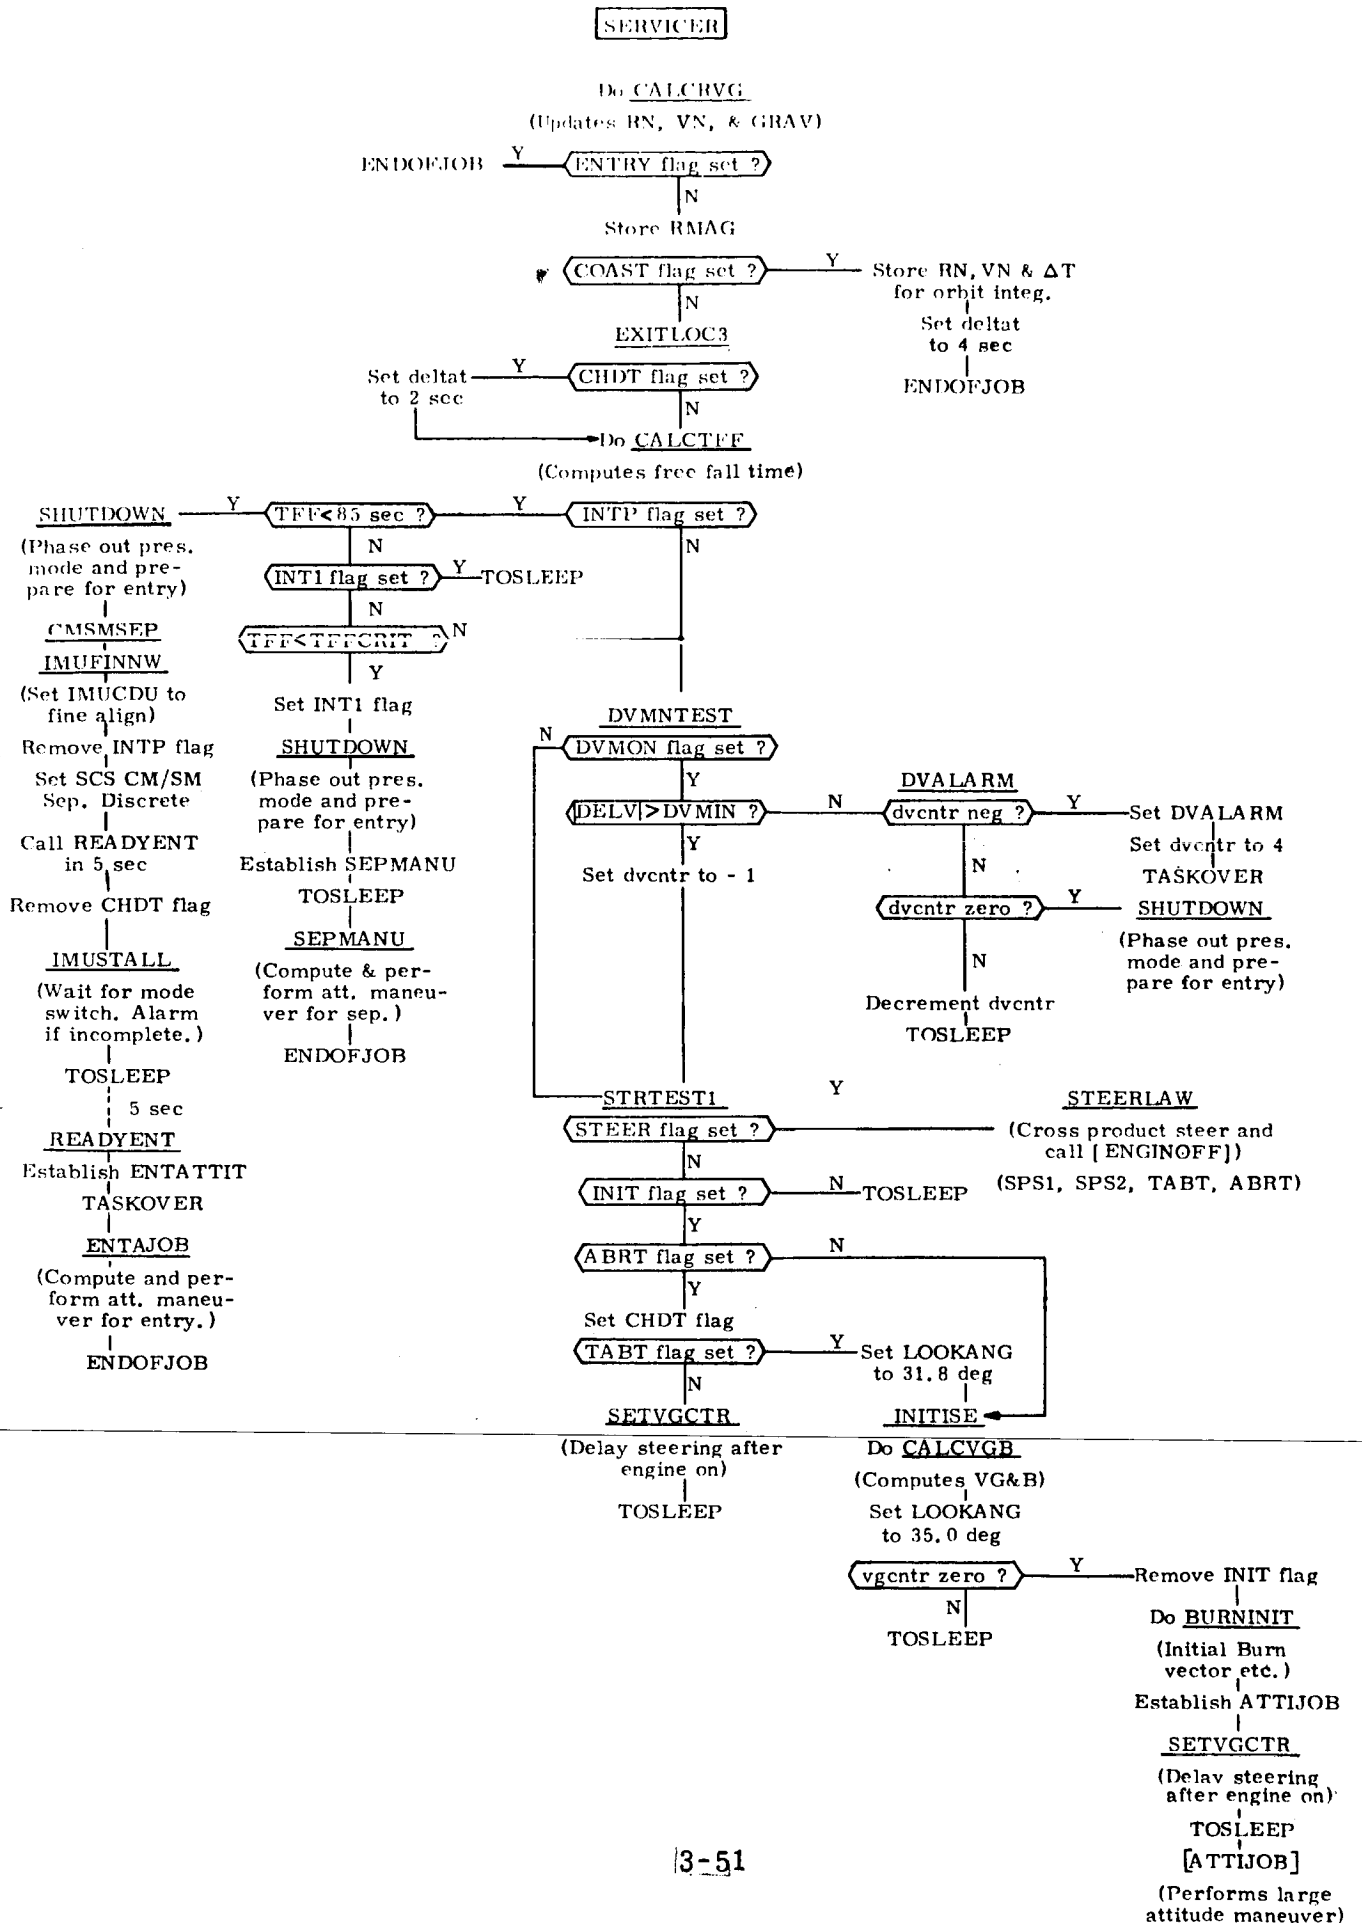 SERVICER
Do CALCRVG
(Updates RN, VN, & GRAV)
ENDOFJOB
Y
ENTRY flag set ?
N
Store RMAG
COAST flag set ?
Y
Store RN, VN & ΔT
for orbit integ.
Set deltat
to 4 sec
ENDOFJOB
N
EXITLOC3
CHDT flag set ?
Y
Set deltat
to 2 sec
N
Do CALCTFF
(Computes free fall time)
INTP flag set ?
Y
TFF<85 sec ?
Y
SHUTDOWN
(Phase out pres.
mode and pre-
pare for entry)
CMSMSEP
IMUFINNW
(Set IMUCDU to
fine align)
Remove INTP flag
Set SCS CM/SM
Sep. Discrete
Call READYENT
in 5 sec
Remove CHDT flag
IMUSTALL
(Wait for mode
switch. Alarm
if incomplete.)
TOSLEEP
5 sec
READYENT
Establish ENTATTIT
TASKOVER
ENTAJOB
(Compute and per-
form att. maneu-
ver for entry.)
ENDOFJOB
N
INT1 flag set ?
Y
TOSLEEP
N
TFF<TFFCRIT ?
N
Y
Set INT1 flag
SHUTDOWN
(Phase out pres.
mode and pre-
pare for entry)
Establish SEPMANU
TOSLEEP
SEPMANU
(Compute & per-
form att. maneu-
ver for sep.)
ENDOFJOB
N
DVMNTEST
N
DVMON flag set ?
Y
|DELV|>DVMIN ?
N
Y
Set dvcntr to - 1
DVALARM
dvcntr neg ?
Y
Set DVALARM
Set dvcntr to 4
TASKOVER
N
dvcntr zero ?
Y
SHUTDOWN
(Phase out pres.
mode and pre-
pare for entry)
N
Decrement dvcntr
TOSLEEP
STRTEST1
STEER flag set ?
Y
STEERLAW
(Cross product steer and
call [ENGINOFF])
(SPS1, SPS2, TABT, ABRT)
N
INIT flag set ?
N
TOSLEEP
Y
ABRT flag set ?
N
Y
Set CHDT flag
TABT flag set ?
Y
Set LOOKANG
to 31.8 deg
N
SETVGCTR
(Delay steering after
engine on)
TOSLEEP
INITISE
Do CALCVGB
(Computes VG&B)
Set LOOKANG
to 35.0 deg
vgcntr zero ?
Y
N
TOSLEEP
Remove INIT flag
Do BURNINIT
(Initial Burn
vector etc.)
Establish ATTIJOB
SETVGCTR
(Delay steering
after engine on)
TOSLEEP
[ATTIJOB]
(Performs large
attitude maneuver)
3-51